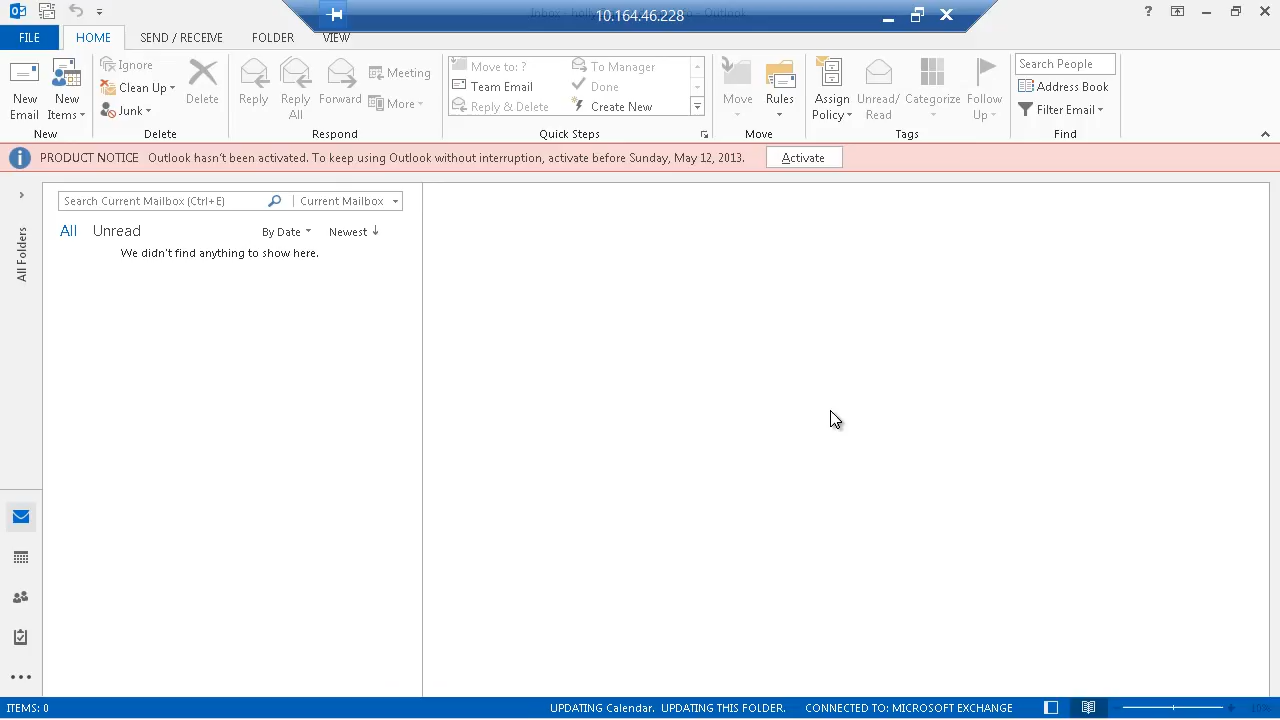 10.164.46.228
FILE HOME SEND / RECEIVE FOLDER VIEW
New Email
New Items
Ignore
Clean Up
Junk
Delete
Reply
Reply All
Forward
Meeting
More
Move to: ?
Team Email
Reply & Delete
To Manager
Done
Create New
Move
Rules
Assign Policy
Unread/ Read
Categorize
Follow Up
Search People
Address Book
Filter Email
New Delete Respond Quick Steps Move Tags Find
PRODUCT NOTICE Outlook hasn't been activated. To keep using Outlook without interruption, activate before Sunday, May 12, 2013. Activate
Search Current Mailbox (Ctrl+E) Current Mailbox
All Unread By Date Newest
We didn't find anything to show here.
All Folders
ITEMS: 0 UPDATING Calendar. UPDATING THIS FOLDER. CONNECTED TO: MICROSOFT EXCHANGE 10%